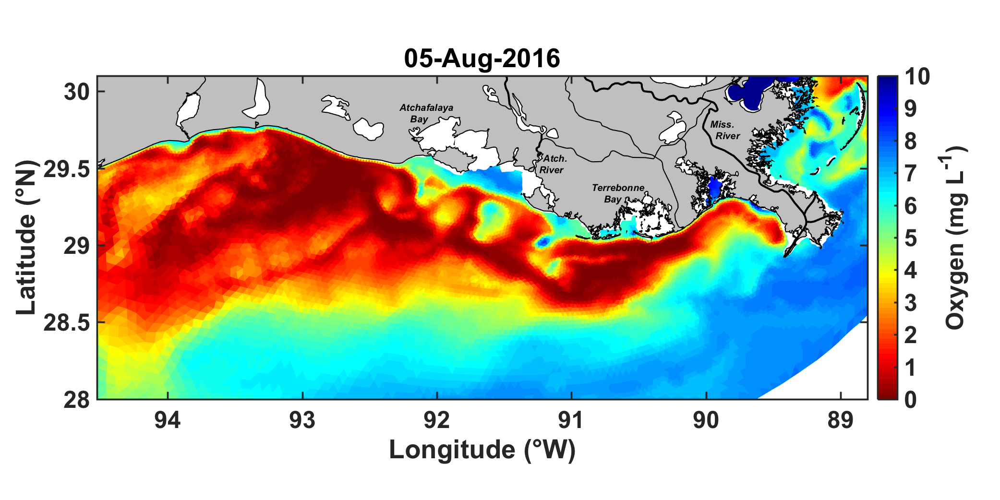 05-Aug-2016
Latitude (°N)
30
29.5
29
28.5
28
Atchafalaya
Bay
Atch.
River
Terrebonne
Bay
Miss.
River
94
93
92
91
90
89
Longitude (°W)
10
9
8
7
6
5
4
3
2
1
0
Oxygen (mg L⁻¹)